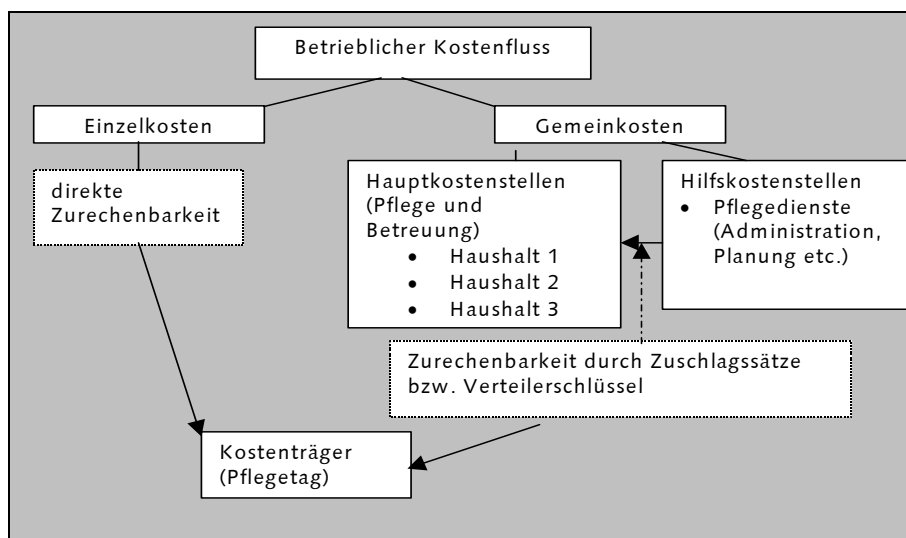 Betrieblicher Kostenfluss
Einzelkosten
Gemeinkosten
direkte
Zurechenbarkeit
Hauptkostenstellen
(Pflege und
Betreuung)
• Haushalt 1
• Haushalt 2
• Haushalt 3
Hilfskostenstellen
• Pflegedienste
(Administration,
Planung etc.)
Zurechenbarkeit durch Zuschlagssätze
bzw. Verteilerschlüssel
Kostenträger
(Pflegetag)